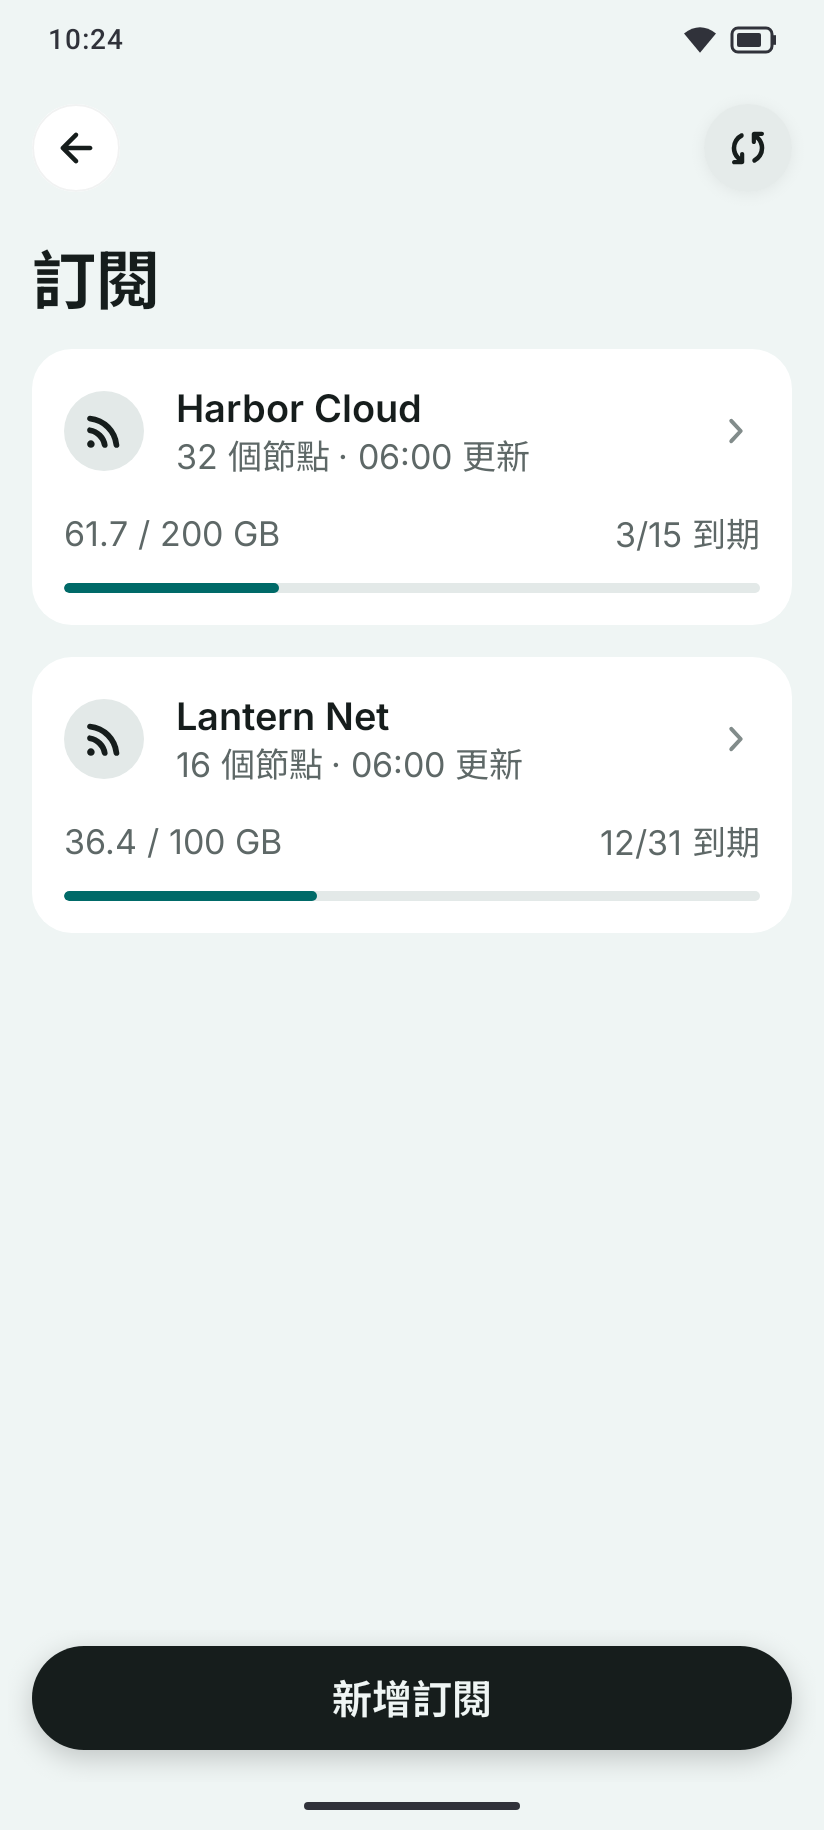 10:24
訂閱
Harbor Cloud
32 個節點 · 06:00 更新
61.7 / 200 GB
3/15 到期
Lantern Net
16 個節點 · 06:00 更新
36.4 / 100 GB
12/31 到期
新增訂閱